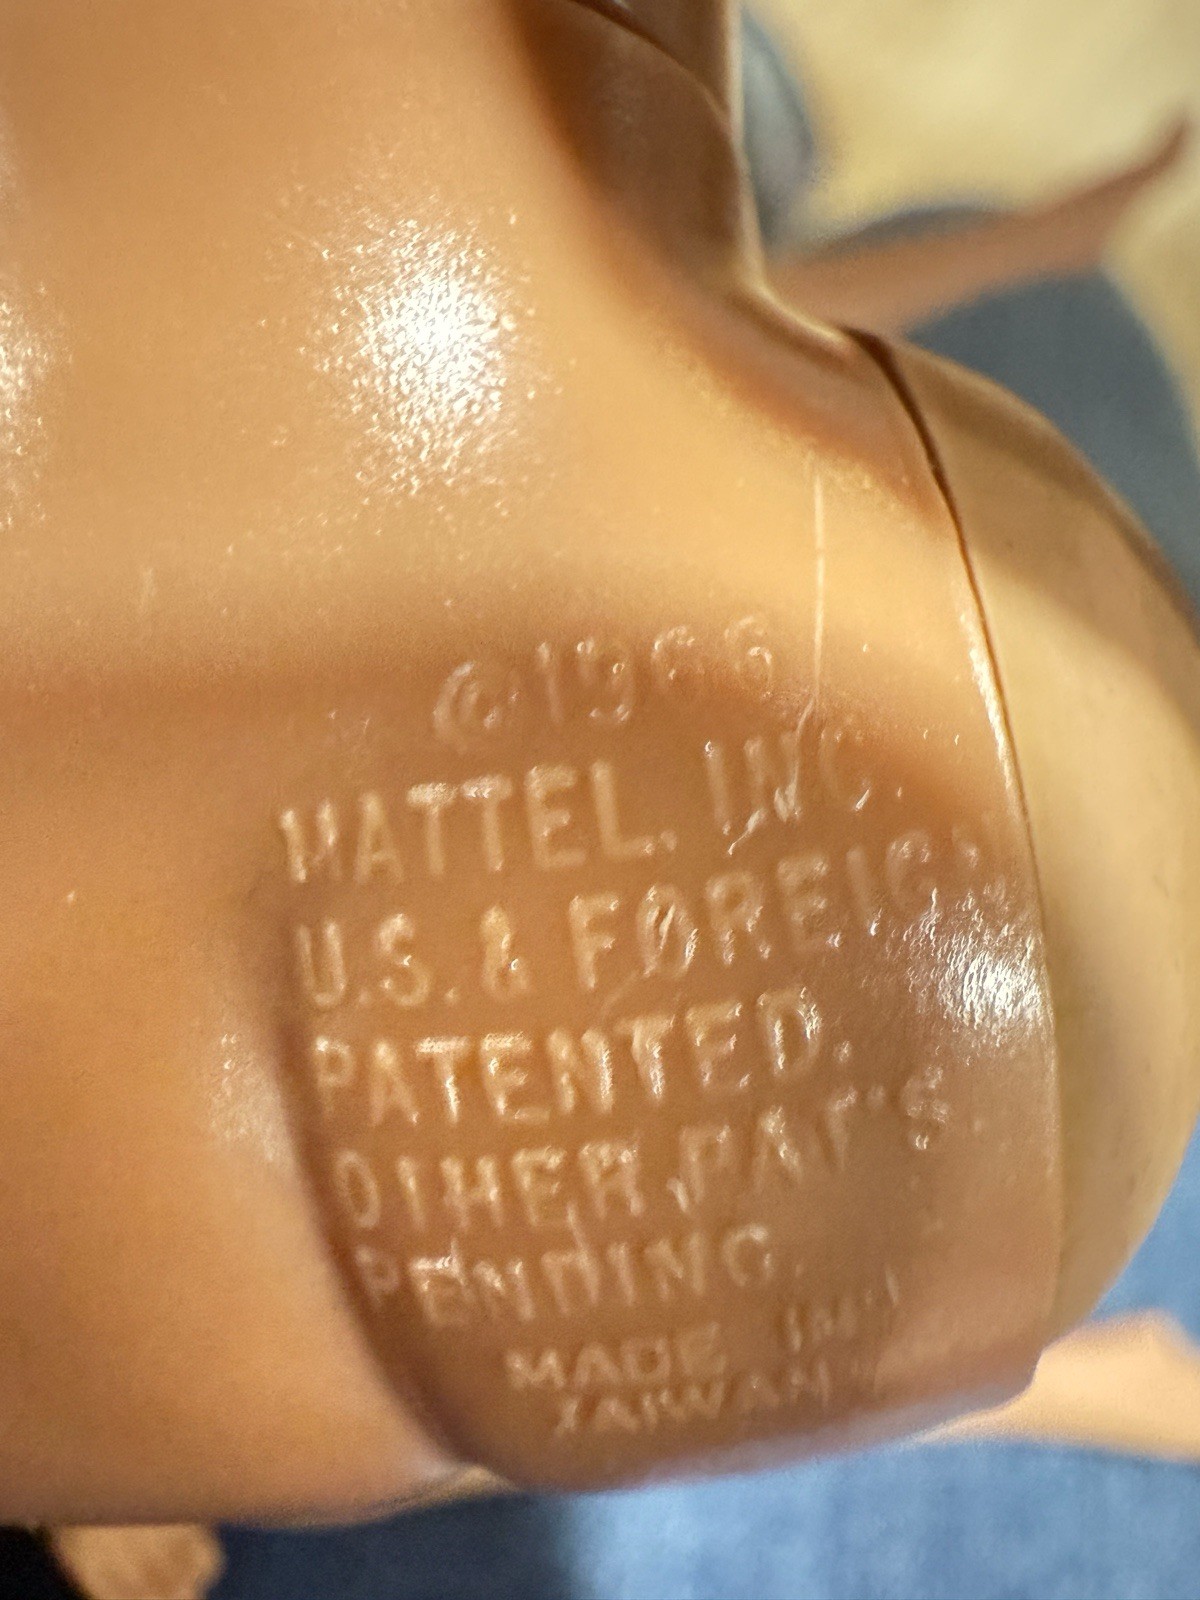 ©1966
MATTEL, INC.
U.S. & FOREIGN
PATENTED.
OTHER PAT'S
PENDING.
MADE IN
TAIWAN